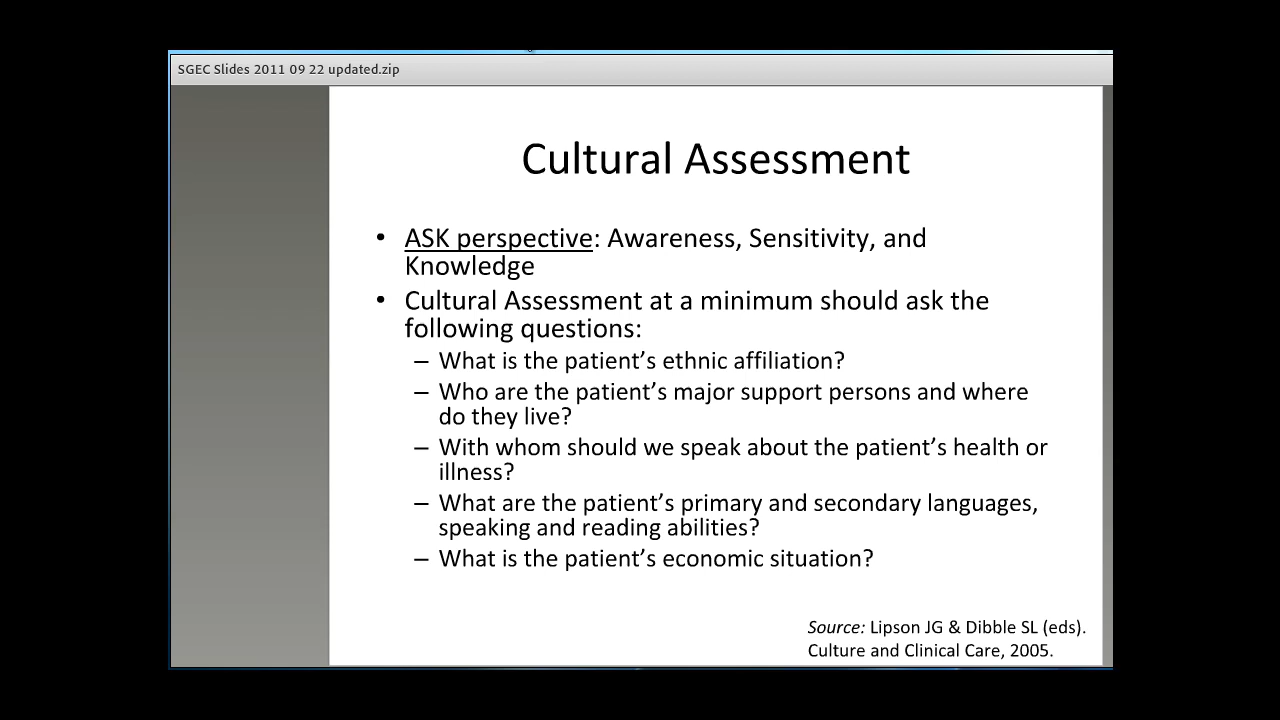 SGEC Slides 2011 09 22 updated.zip
Cultural Assessment
• ASK perspective: Awareness, Sensitivity, and
Knowledge
• Cultural Assessment at a minimum should ask the
following questions:
– What is the patient’s ethnic affiliation?
– Who are the patient’s major support persons and where
do they live?
– With whom should we speak about the patient’s health or
illness?
– What are the patient’s primary and secondary languages,
speaking and reading abilities?
– What is the patient’s economic situation?
Source: Lipson JG & Dibble SL (eds).
Culture and Clinical Care, 2005.